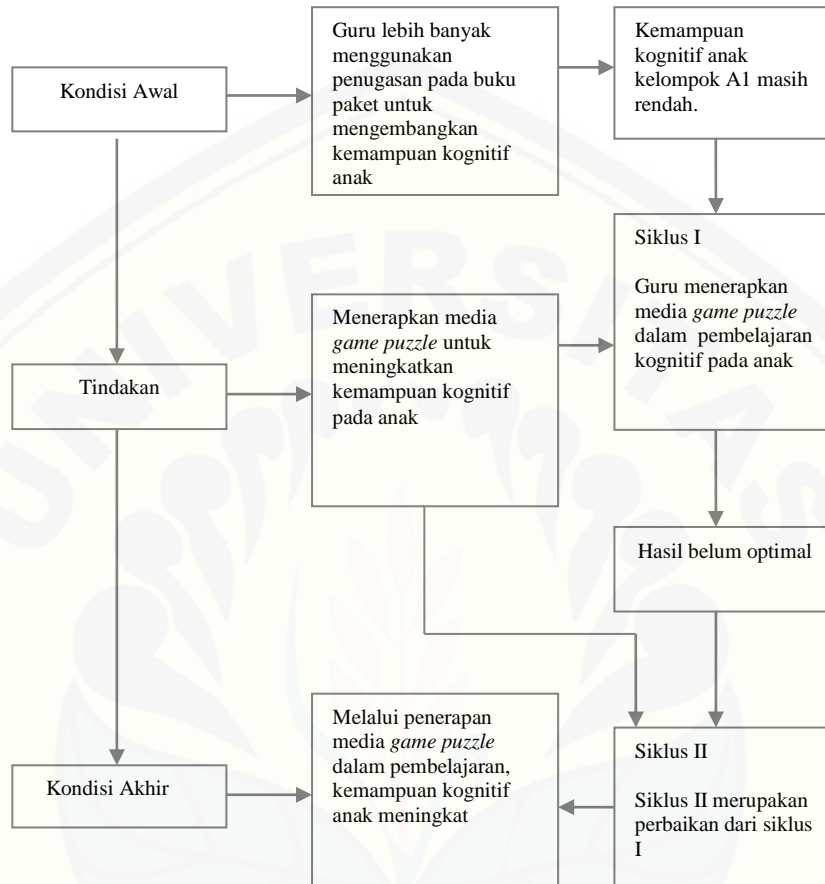 Kondisi Awal
Guru lebih banyak
menggunakan
penugasan pada buku
paket untuk
mengembangkan
kemampuan kognitif
anak
Kemampuan
kognitif anak
kelompok A1 masih
rendah.
Siklus I
Guru menerapkan
media game puzzle
dalam pembelajaran
kognitif pada anak
Tindakan
Menerapkan media
game puzzle untuk
meningkatkan
kemampuan kognitif
pada anak
Hasil belum optimal
Kondisi Akhir
Melalui penerapan
media game puzzle
dalam pembelajaran,
kemampuan kognitif
anak meningkat
Siklus II
Siklus II merupakan
perbaikan dari siklus
I
UNIVERSITAS